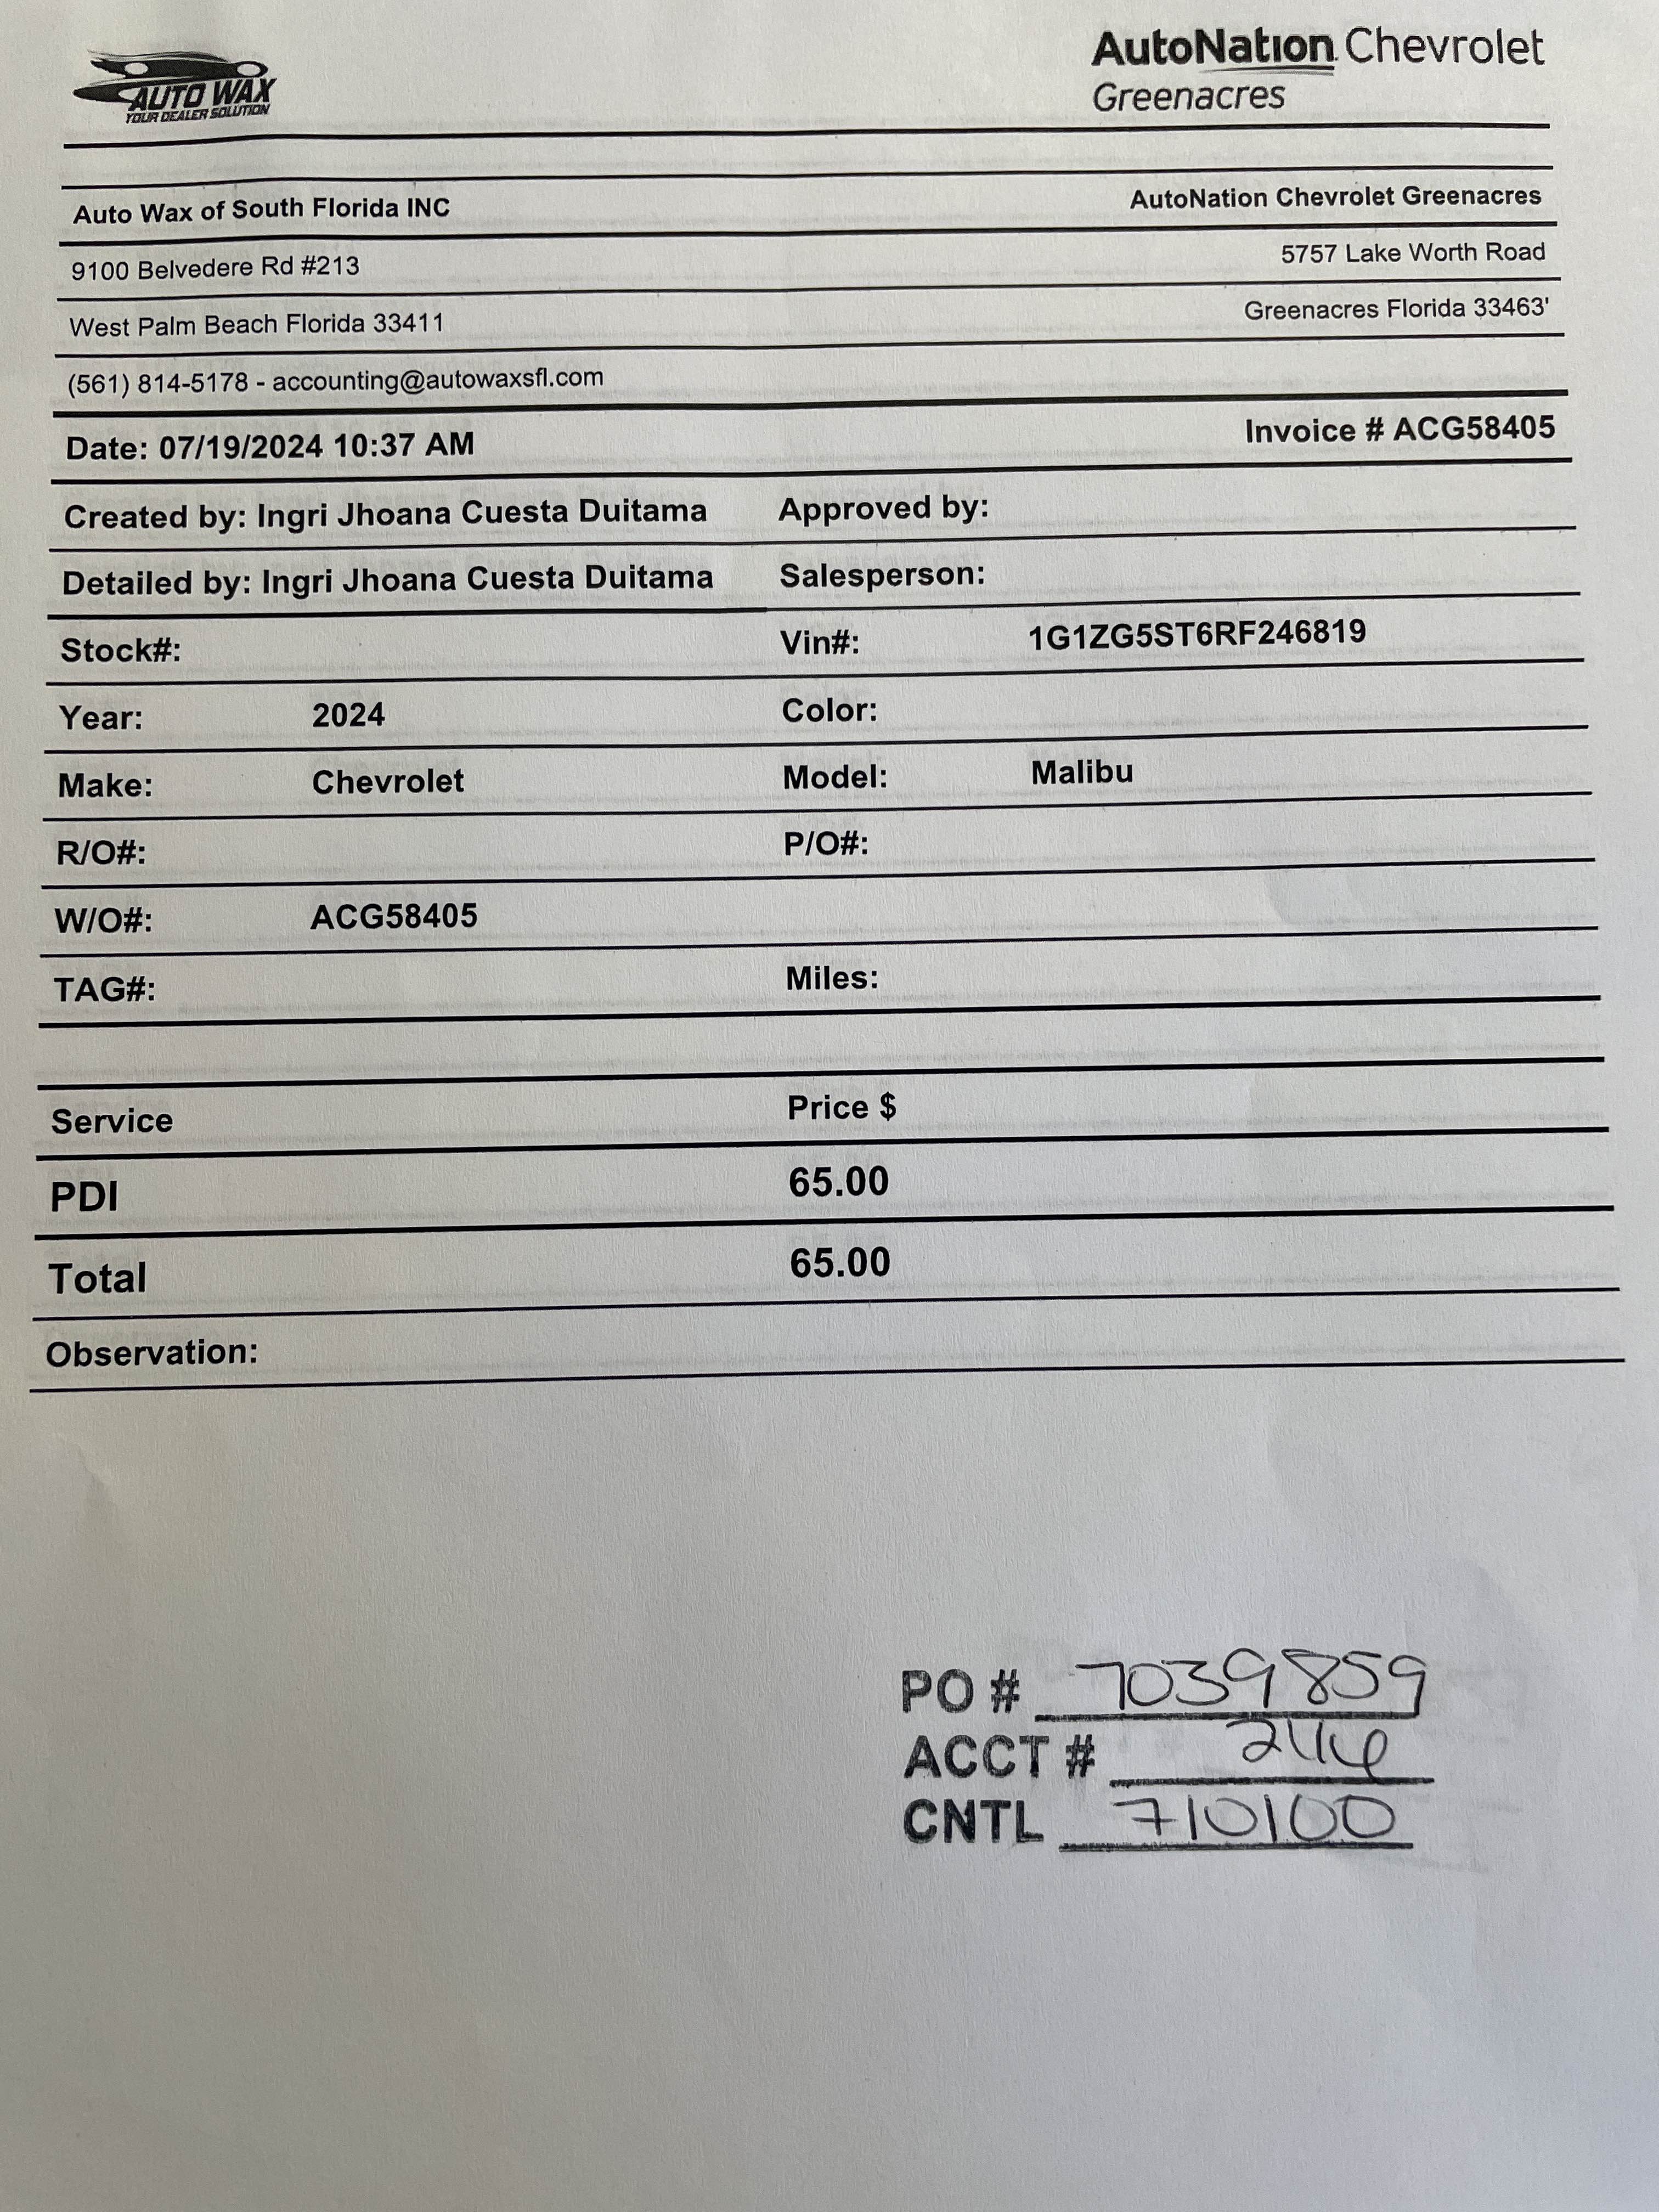 AUTO WAX
YOUR DEALER SOLUTION
AutoNation Chevrolet
Greenacres
Auto Wax of South Florida INC
AutoNation Chevrolet Greenacres
9100 Belvedere Rd #213
5757 Lake Worth Road
West Palm Beach Florida 33411
Greenacres Florida 33463'
(561) 814-5178 - accounting@autowaxsfl.com
Date: 07/19/2024 10:37 AM
Invoice # ACG58405
Created by: Ingri Jhoana Cuesta Duitama Approved by:
Detailed by: Ingri Jhoana Cuesta Duitama Salesperson:
Stock#: Vin#: 1G1ZG5ST6RF246819
Year: 2024 Color:
Make: Chevrolet Model: Malibu
R/O#: P/O#:
W/O#: ACG58405
TAG#: Miles:
Service Price $
PDI 65.00
Total 65.00
Observation:
PO # 7039859
ACCT #
CNTL 710100